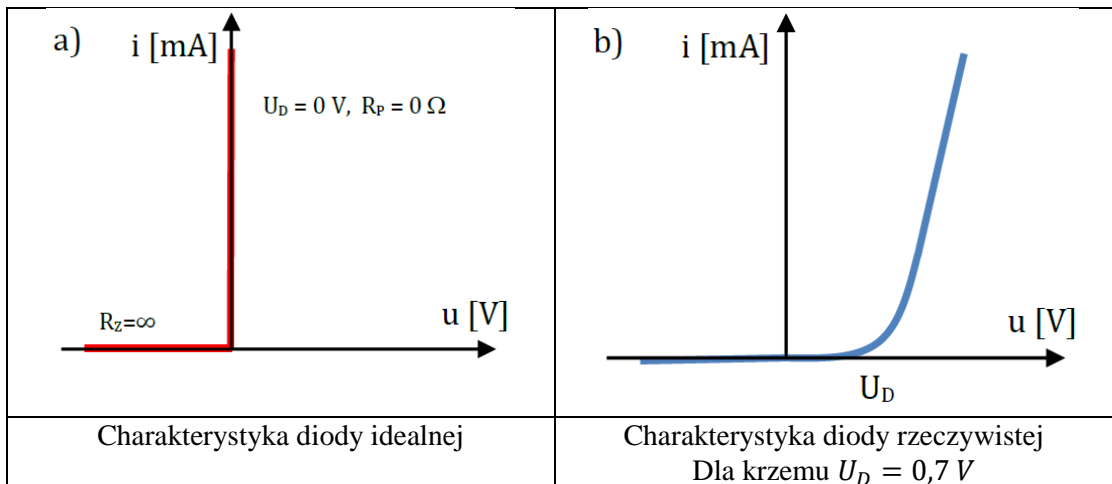 a)
i [mA]
U_D = 0 V, R_P = 0 Ω
R_Z=∞
u [V]
Charakterystyka diody idealnej
b)
i [mA]
u [V]
U_D
Charakterystyka diody rzeczywistej
Dla krzemu U_D = 0,7 V